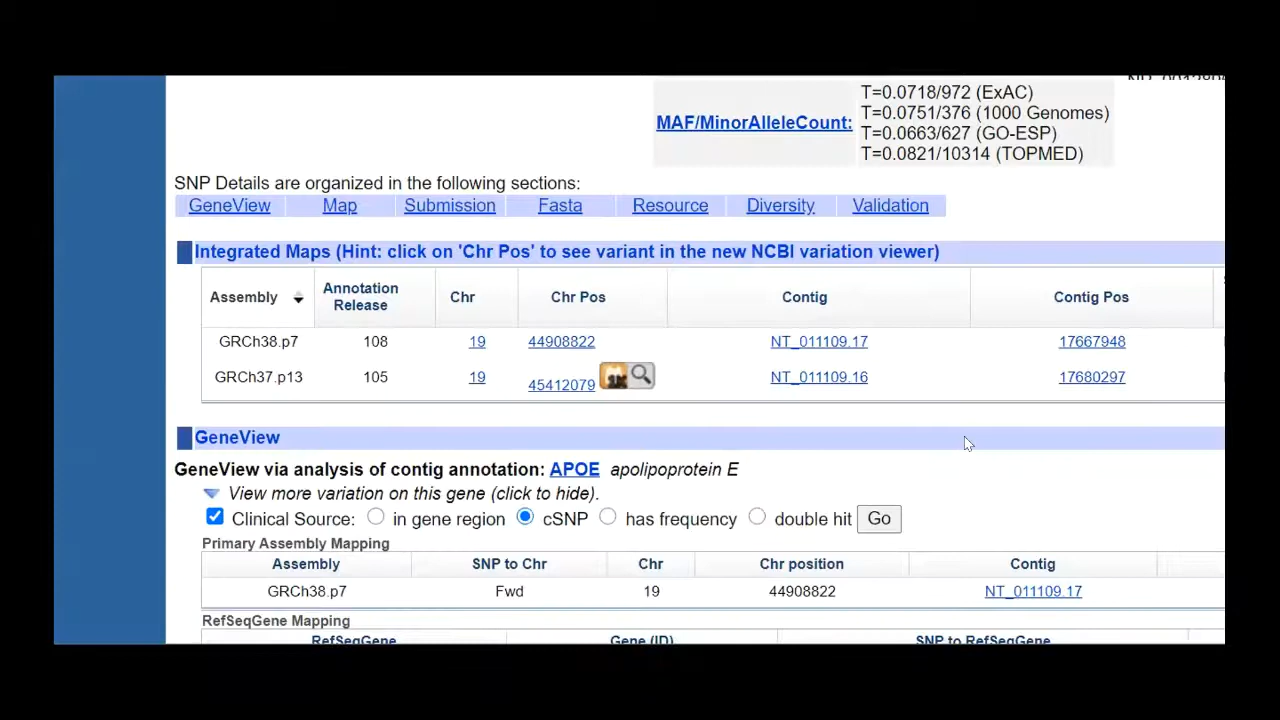 T=0.0718/972 (ExAC)
MAF/MinorAlleleCount: T=0.0751/376 (1000 Genomes)
T=0.0663/627 (GO-ESP)
T=0.0821/10314 (TOPMED)
SNP Details are organized in the following sections:
GeneView Map Submission Fasta Resource Diversity Validation
Integrated Maps (Hint: click on 'Chr Pos' to see variant in the new NCBI variation viewer)
Assembly Annotation Release Chr Chr Pos Contig Contig Pos
GRCh38.p7 108 19 44908822 NT_011109.17 17667948
GRCh37.p13 105 19 45412079 NT_011109.16 17680297
GeneView
GeneView via analysis of contig annotation: APOE apolipoprotein E
View more variation on this gene (click to hide).
Clinical Source: in gene region cSNP has frequency double hit Go
Primary Assembly Mapping
Assembly SNP to Chr Chr Chr position Contig
GRCh38.p7 Fwd 19 44908822 NT_011109.17
RefSeqGene Mapping
RefSeqGene Gene (ID) SNP to RefSeqGene